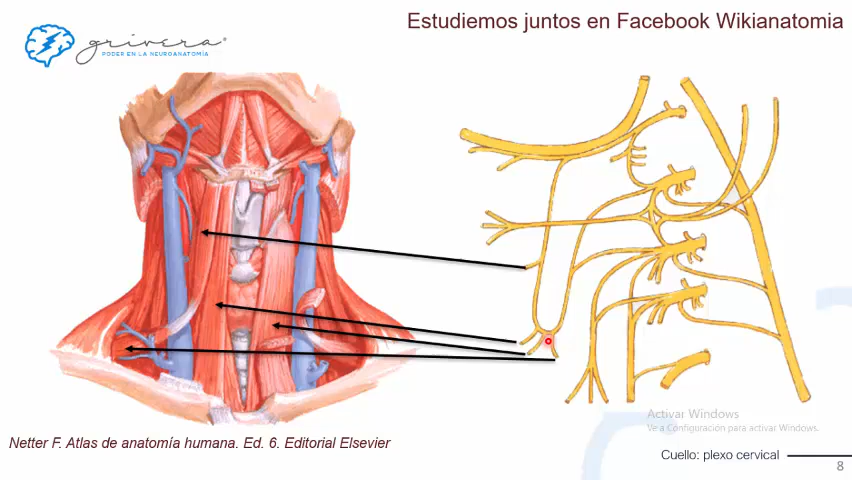 Estudiemos juntos en Facebook Wikianatomia
grivera®
PODER EN LA NEUROANATOMÍA
Netter F. Atlas de anatomía humana. Ed. 6. Editorial Elsevier
Activar Windows
Ve a Configuración para activar Windows.
Cuello: plexo cervical
8